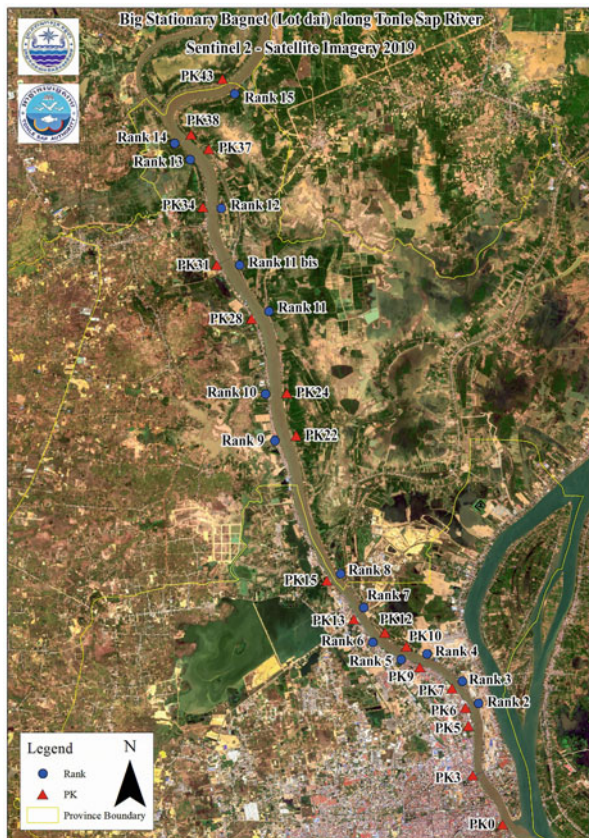 Big Stationary Bagnet (Lot dai) along Tonle Sap River
Sentinel 2 - Satellite Imagery 2019
PK43
Rank 15
PK38
Rank 14
PK37
Rank 13
PK34
Rank 12
PK31
Rank 11 bis
Rank 11
PK28
Rank 10
PK24
Rank 9
PK22
Rank 8
PK15
Rank 7
PK13
PK12
Rank 6
PK10
Rank 4
Rank 5
PK9
Rank 3
PK7
Rank 2
PK6
PK5
PK3
PK0
Legend
N
Rank
PK
Province Boundary
TONLE SAP AUTHORITY